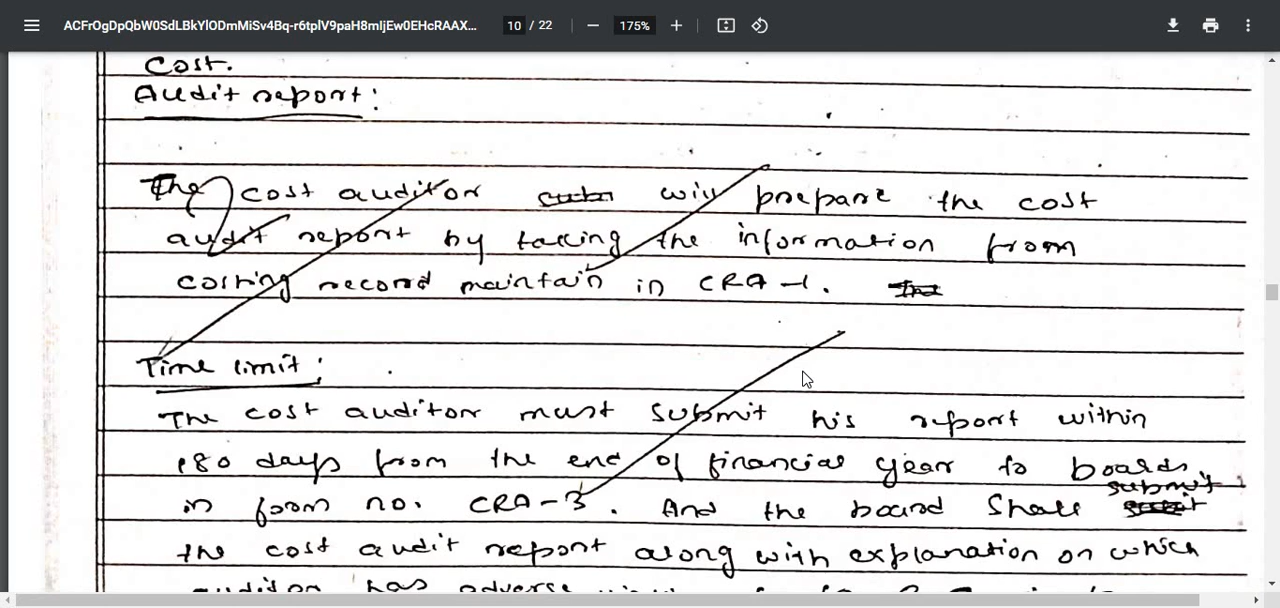 ACFrOgDpQbW0SdLBkYlODmMiSv4Bq-r6tplV9paH8mljEw0EHcRAAX...
10 / 22
175%
Cost.
Audit report:
The cost auditor will prepare the cost
audit report by taking the information from
costing record maintain in CRA-1.
Time limit:
The cost auditor must submit his report within
180 days from the end of financial year to boards
in form no. CRA-3. And the board shall submit
the cost audit report along with explanation on which
auditor has adverse